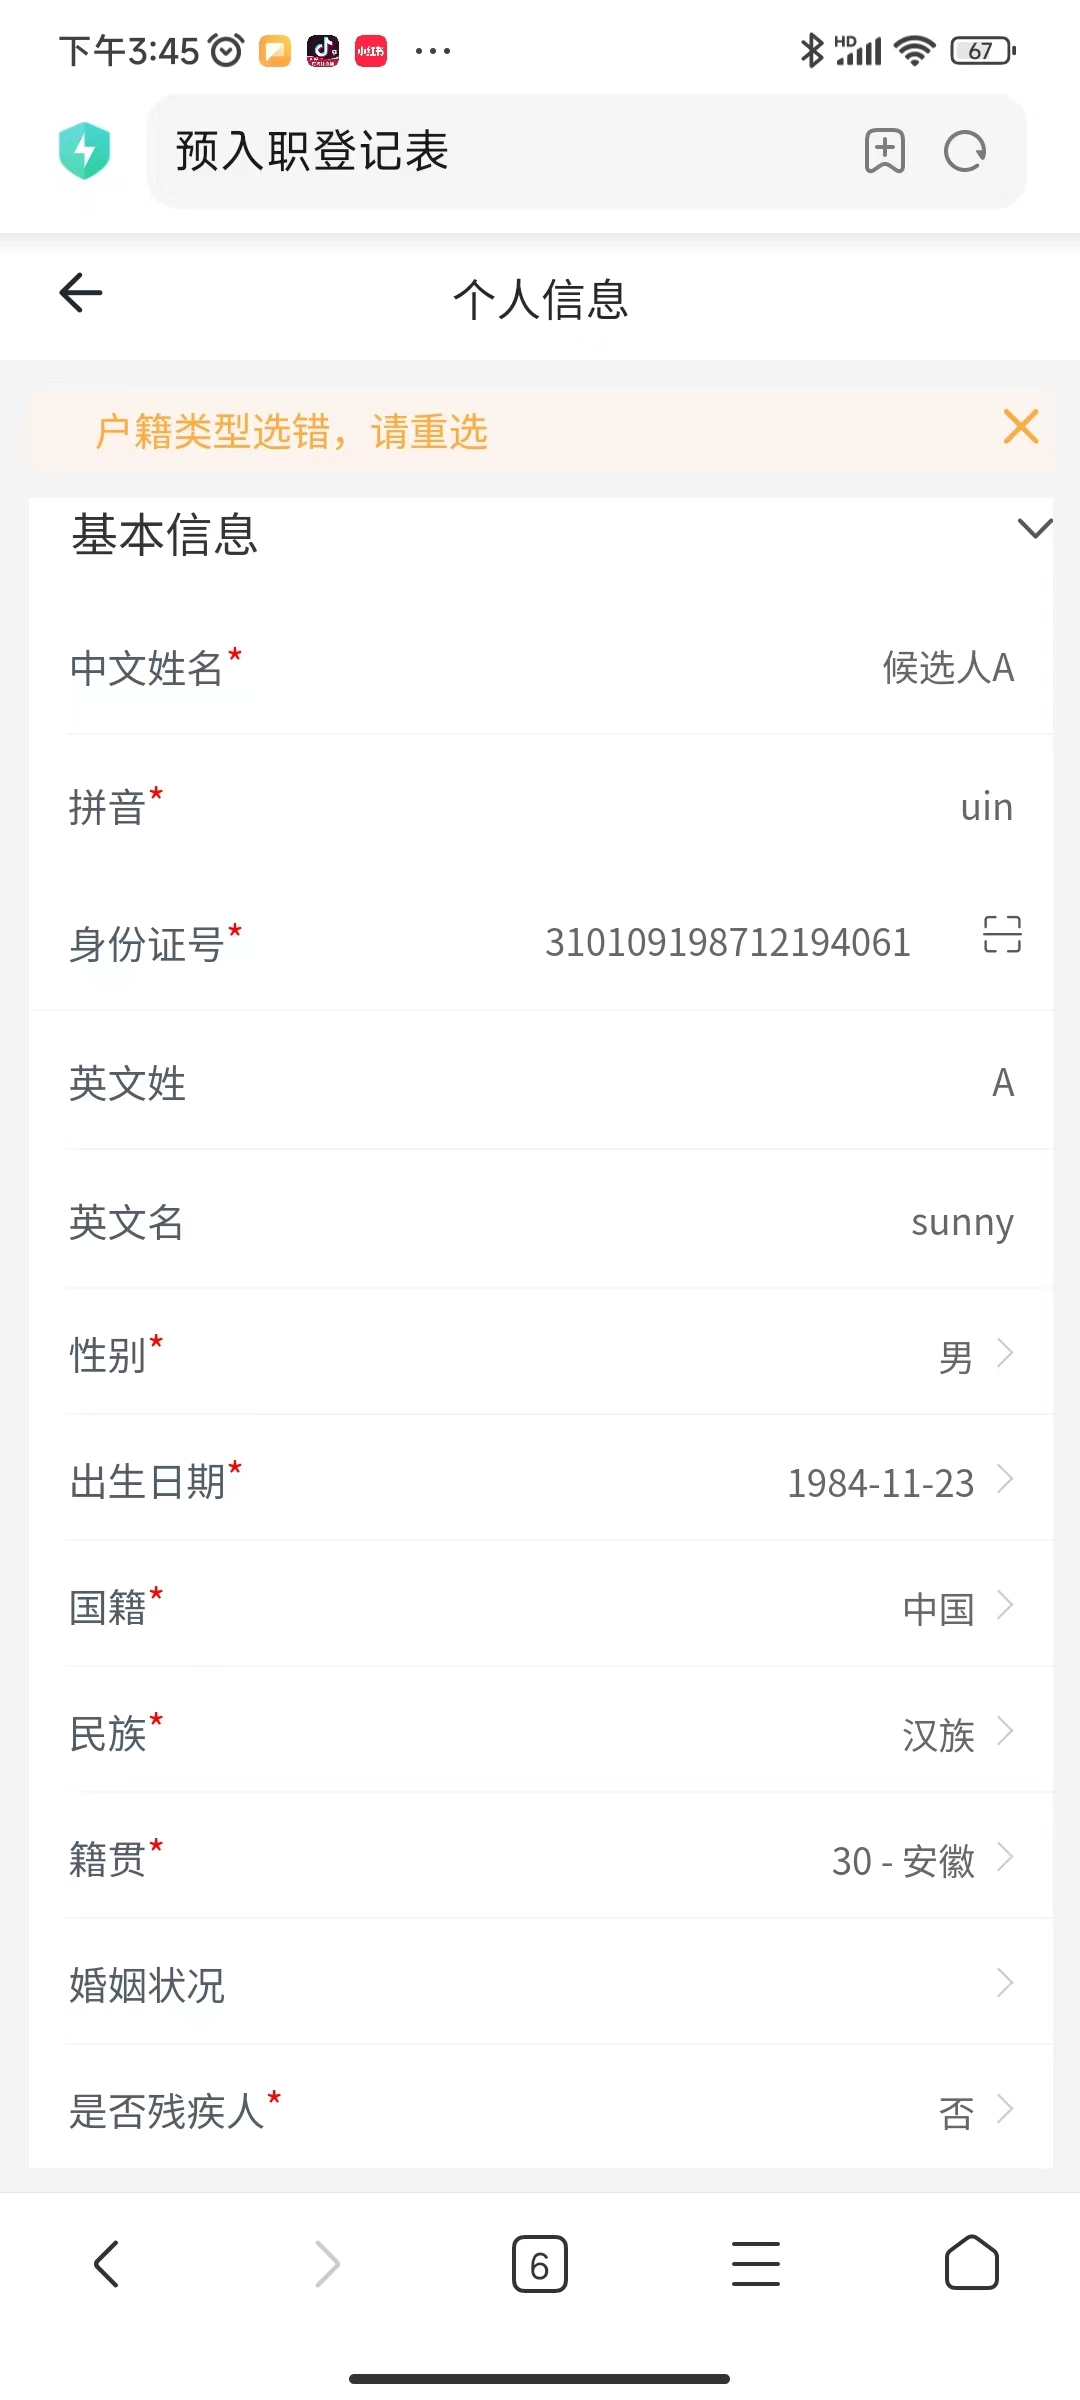 下午3:45
HD
67
预入职登记表
个人信息
户籍类型选错，请重选
基本信息
中文姓名* 候选人A
拼音* uin
身份证号* 310109198712194061
英文姓 A
英文名 sunny
性别* 男
出生日期* 1984-11-23
国籍* 中国
民族* 汉族
籍贯* 30 - 安徽
婚姻状况
是否残疾人* 否
6